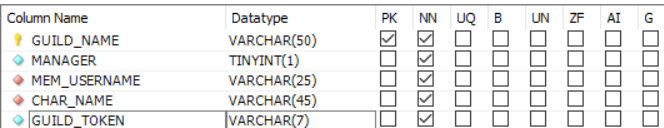 Column Name Datatype PK NN UQ B UN ZF AI G
GUILD_NAME VARCHAR(50)
MANAGER TINYINT(1)
MEM_USERNAME VARCHAR(25)
CHAR_NAME VARCHAR(45)
GUILD_TOKEN VARCHAR(7)